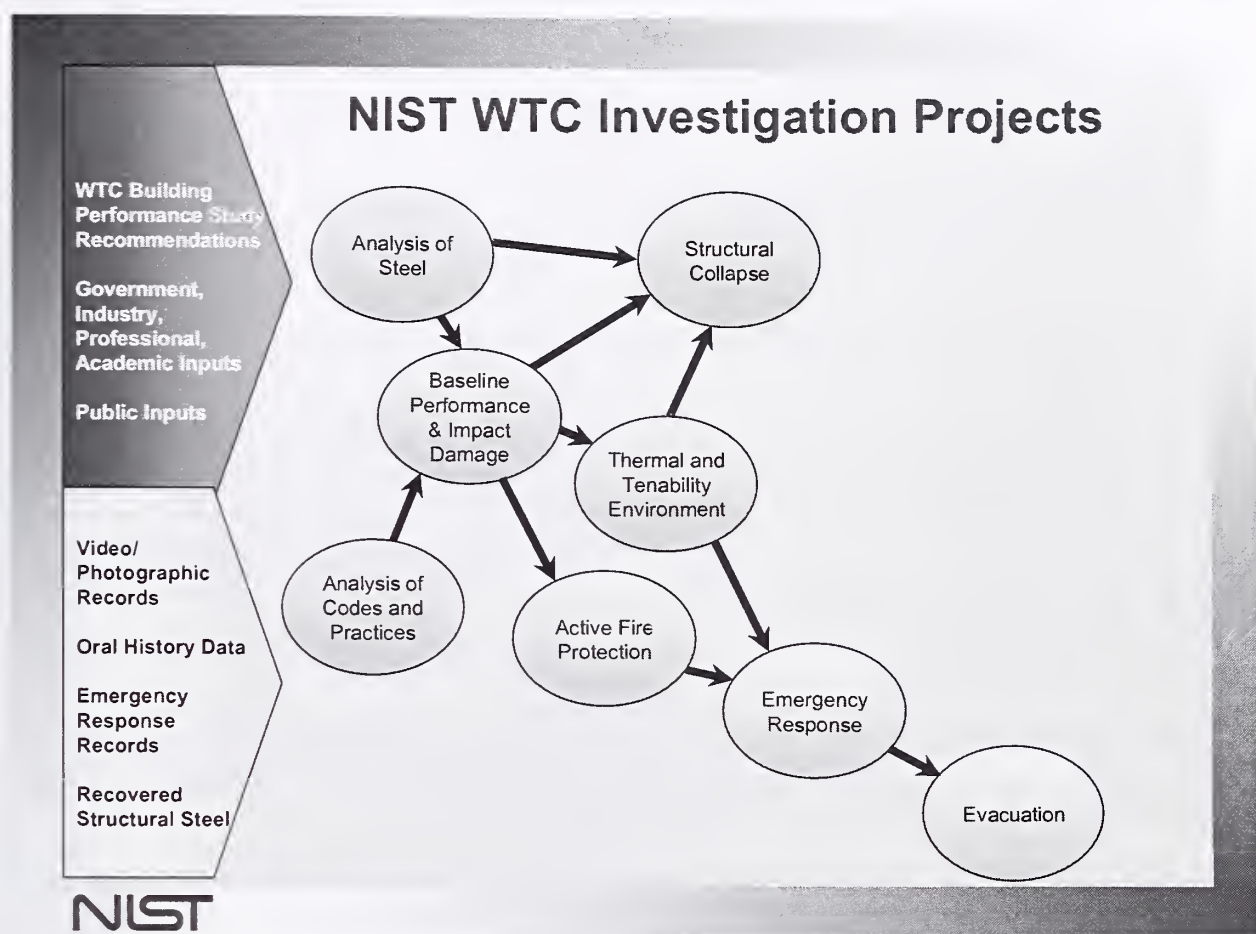 NIST WTC Investigation Projects
WTC Building
Performance Study
Recommendations
Government,
Industry,
Professional,
Academic Inputs
Public Inputs
Video/
Photographic
Records
Oral History Data
Emergency
Response
Records
Recovered
Structural Steel
Analysis of
Steel
Structural
Collapse
Baseline
Performance
& Impact
Damage
Thermal and
Tenability
Environment
Analysis of
Codes and
Practices
Active Fire
Protection
Emergency
Response
Evacuation
NIST